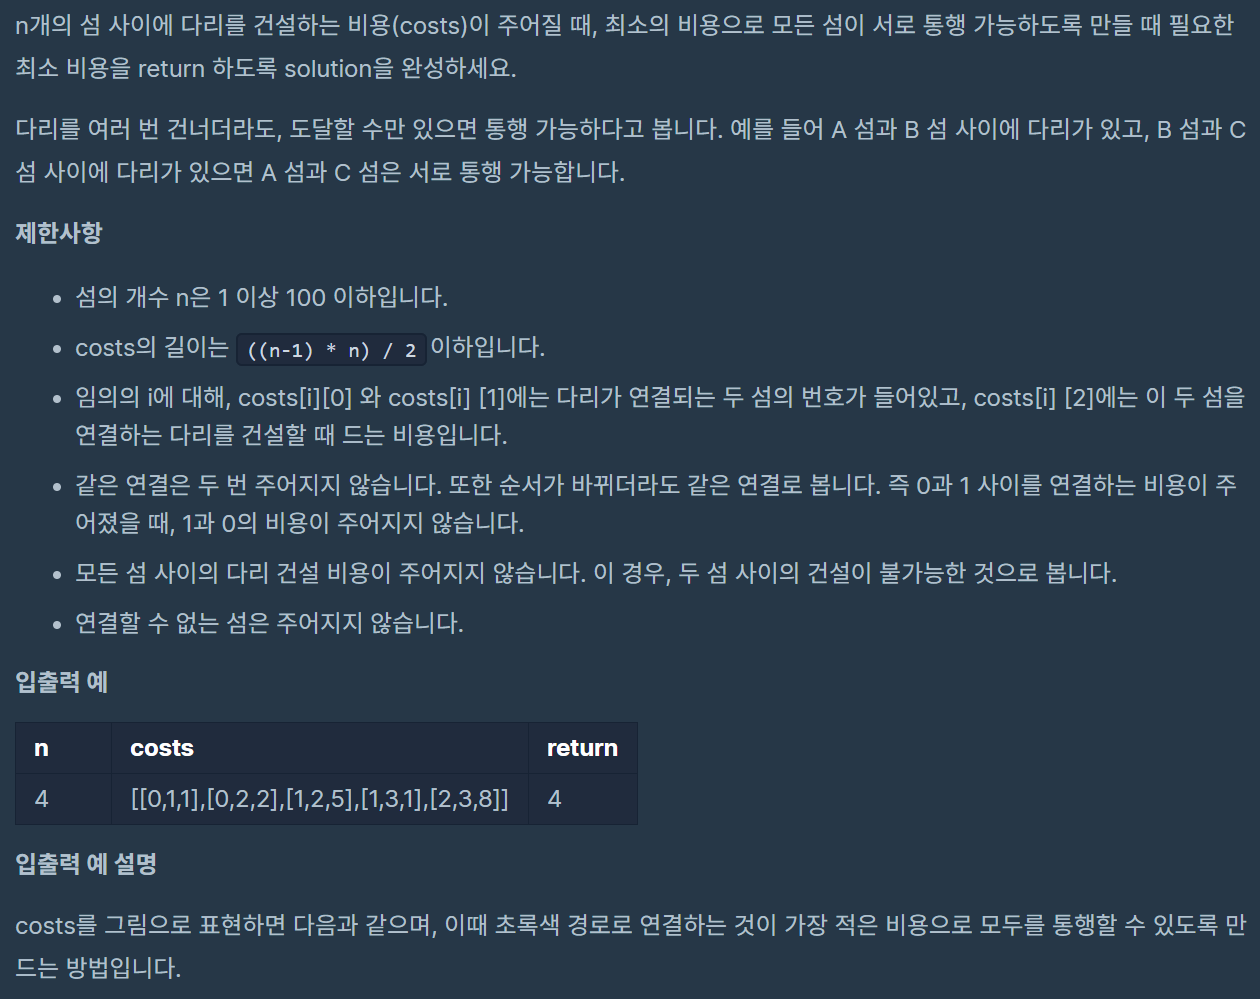 n개의 섬 사이에 다리를 건설하는 비용(costs)이 주어질 때, 최소의 비용으로 모든 섬이 서로 통행 가능하도록 만들 때 필요한
최소 비용을 return 하도록 solution을 완성하세요.
다리를 여러 번 건너더라도, 도달할 수만 있으면 통행 가능하다고 봅니다. 예를 들어 A 섬과 B 섬 사이에 다리가 있고, B 섬과 C
섬 사이에 다리가 있으면 A 섬과 C 섬은 서로 통행 가능합니다.
제한사항
• 섬의 개수 n은 1 이상 100 이하입니다.
• costs의 길이는 ((n-1) * n) / 2 이하입니다.
• 임의의 i에 대해, costs[i][0] 와 costs[i] [1]에는 다리가 연결되는 두 섬의 번호가 들어있고, costs[i] [2]에는 이 두 섬을
연결하는 다리를 건설할 때 드는 비용입니다.
• 같은 연결은 두 번 주어지지 않습니다. 또한 순서가 바뀌더라도 같은 연결로 봅니다. 즉 0과 1 사이를 연결하는 비용이 주
어졌을 때, 1과 0의 비용이 주어지지 않습니다.
• 모든 섬 사이의 다리 건설 비용이 주어지지 않습니다. 이 경우, 두 섬 사이의 건설이 불가능한 것으로 봅니다.
• 연결할 수 없는 섬은 주어지지 않습니다.
입출력 예
n costs return
4 [[0,1,1],[0,2,2],[1,2,5],[1,3,1],[2,3,8]] 4
입출력 예 설명
costs를 그림으로 표현하면 다음과 같으며, 이때 초록색 경로로 연결하는 것이 가장 적은 비용으로 모두를 통행할 수 있도록 만
드는 방법입니다.